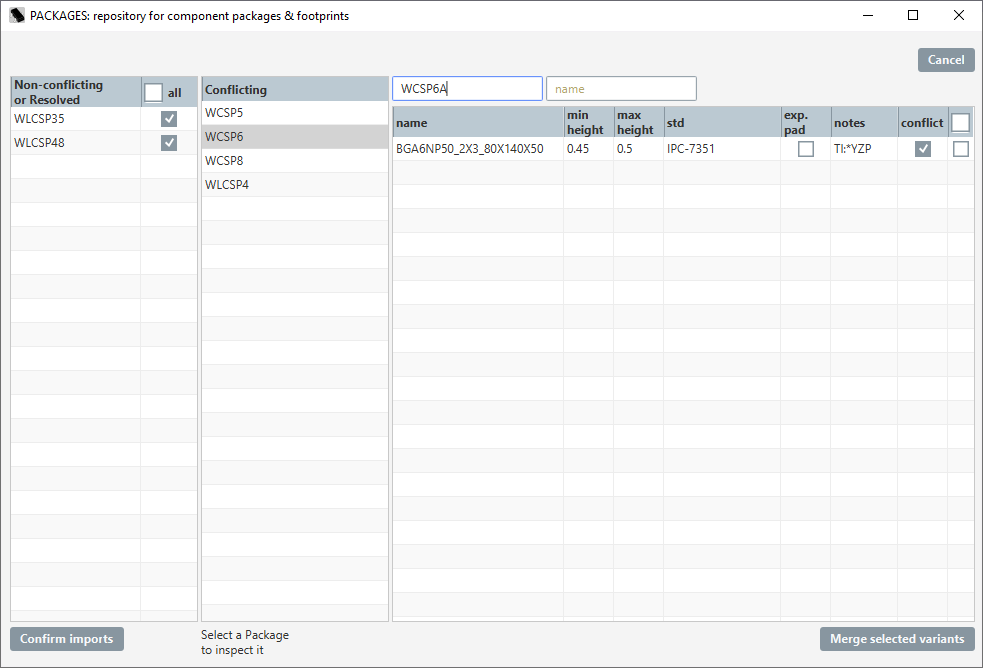 PACKAGES: repository for component packages & footprints
Cancel
Non-conflicting
or Resolved
all
Conflicting
WCSP6A
name
name
min
height
max
height
std
exp.
pad
notes
conflict
WLCSP35
WLCSP48
WCSP5
WCSP6
WCSP8
WLCSP4
BGA6NP50_2X3_80X140X50 0.45 0.5 IPC-7351 TI:*YZP
Confirm imports
Select a Package
to inspect it
Merge selected variants